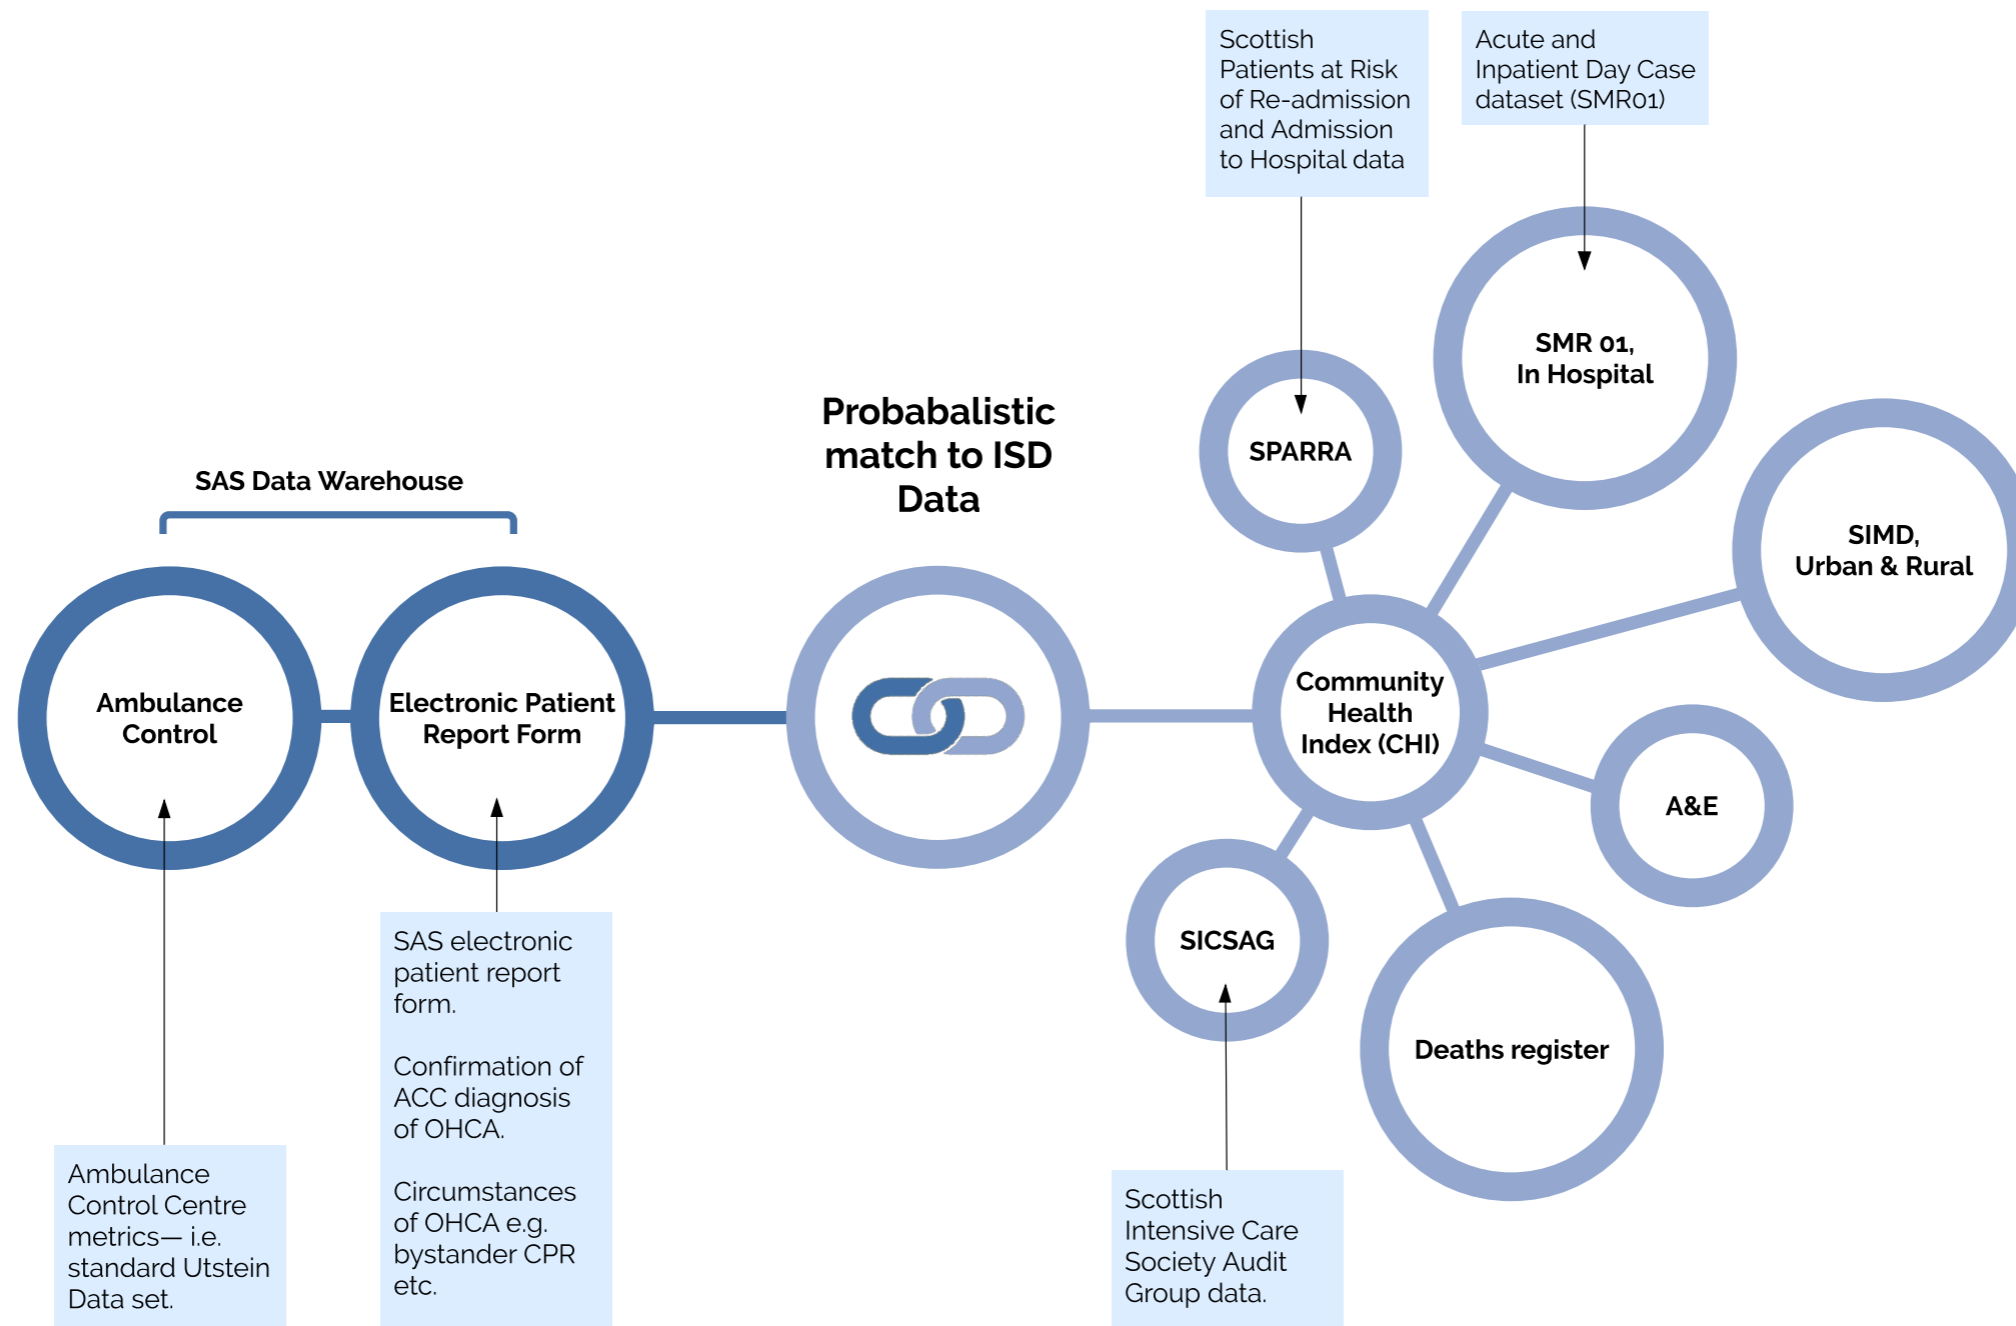 Scottish
Patients at Risk
of Re-admission
and Admission
to Hospital data
Acute and
Inpatient Day Case
dataset (SMR01)
SMR 01,
In Hospital
SPARRA
Probabalistic
match to ISD
Data
SAS Data Warehouse
SIMD,
Urban & Rural
Ambulance
Control
Electronic Patient
Report Form
Community
Health
Index (CHI)
A&E
SICSAG
Deaths register
SAS electronic
patient report
form.
Confirmation of
ACC diagnosis
of OHCA.
Circumstances
of OHCA e.g.
bystander CPR
etc.
Ambulance
Control Centre
metrics— i.e.
standard Utstein
Data set.
Scottish
Intensive Care
Society Audit
Group data.